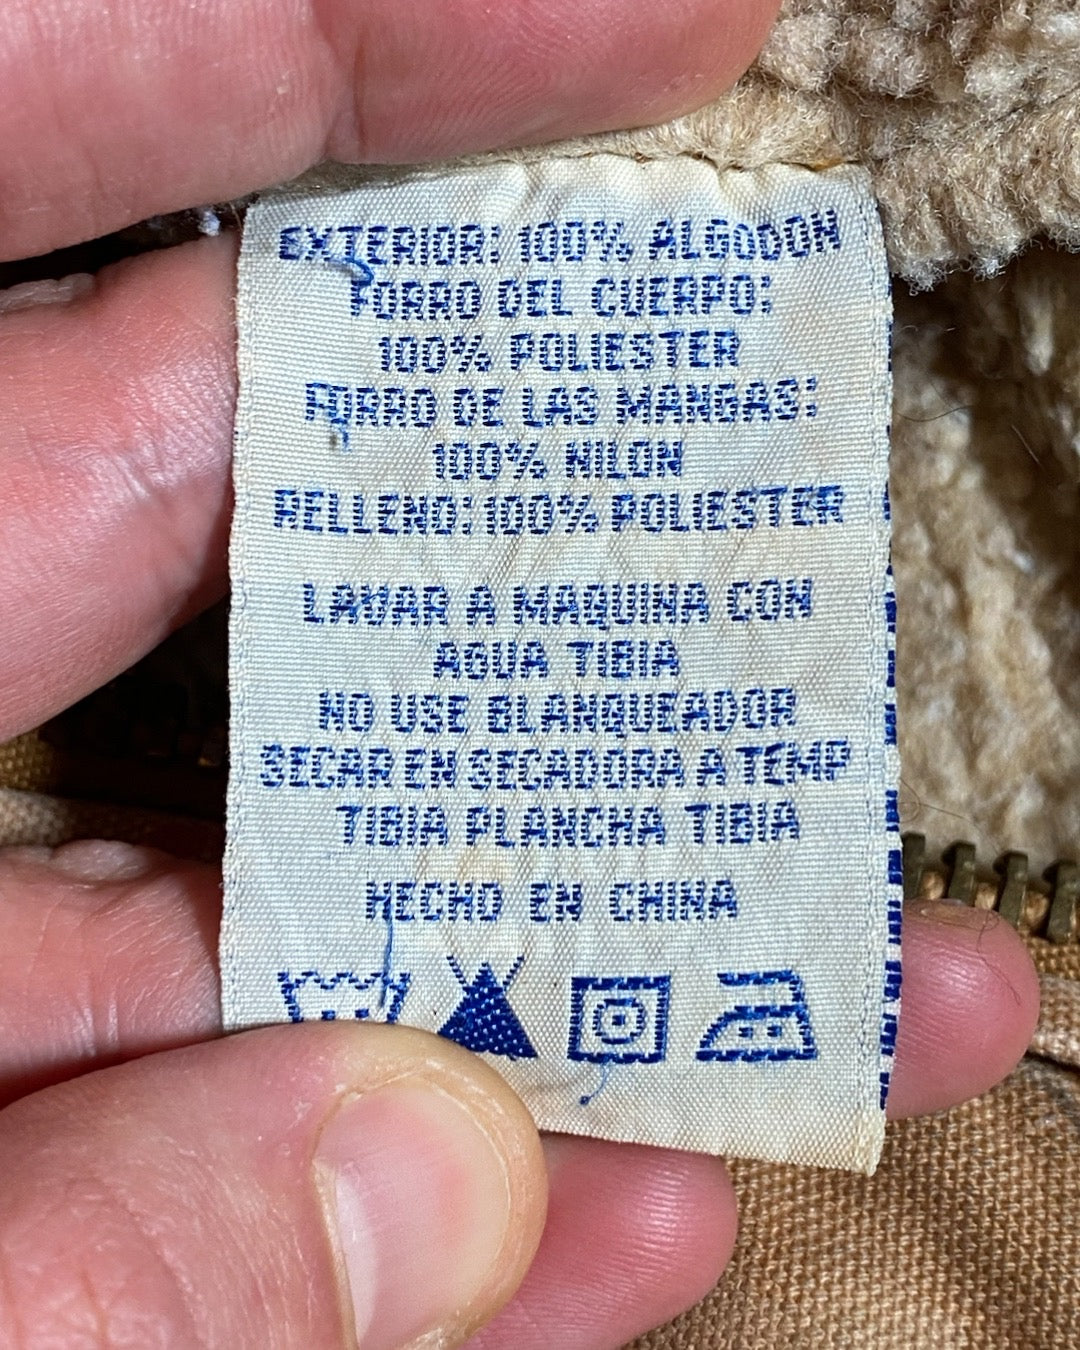 EXTERIOR: 100% ALGODON
FORRO DEL CUERPO:
100% POLIESTER
FORRO DE LAS MANGAS:
100% NILON
RELLENO: 100% POLIESTER
LAVAR A MAQUINA CON
AGUA TIBIA
NO USE BLANQUEADOR
SECAR EN SECADORA A TEMP
TIBIA PLANCHA TIBIA
HECHO EN CHINA